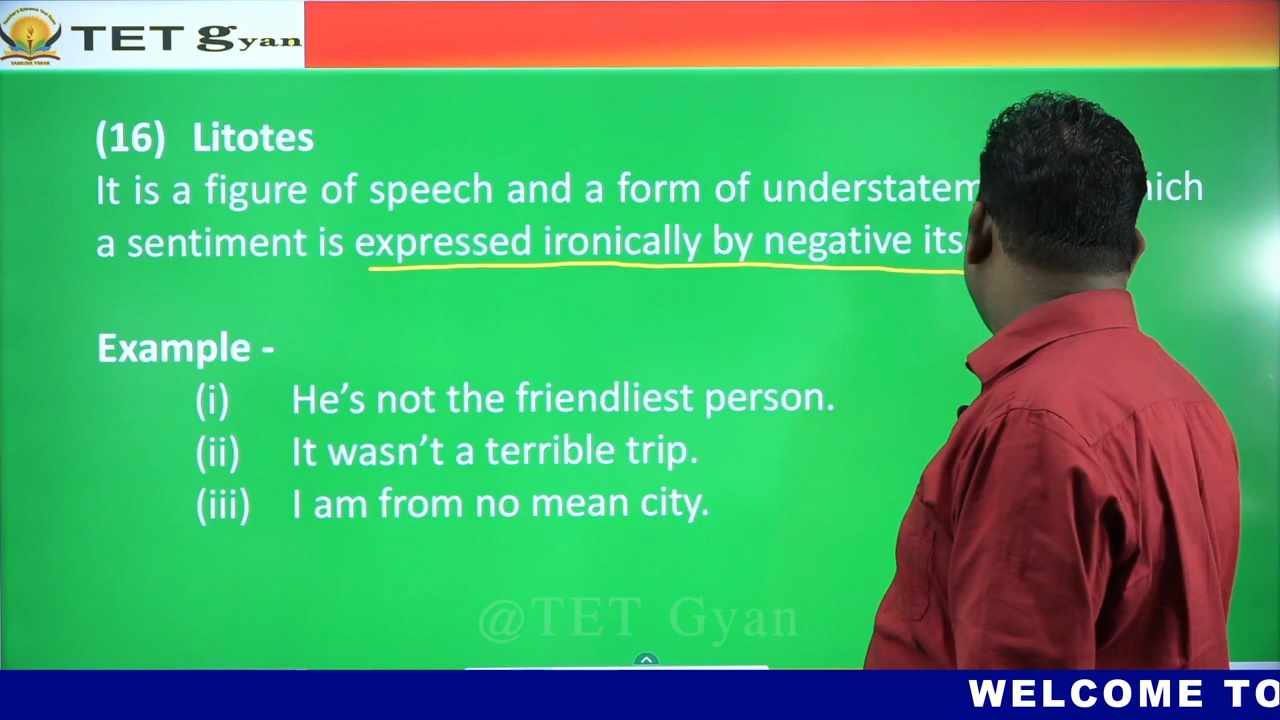 TET gyan
(16) Litotes
It is a figure of speech and a form of
a sentiment is expressed ironically by negative its
Example -
(i) He's not the friendliest person.
(ii) It wasn't a terrible trip.
(iii) I am from no mean city.
@TET Gyan
WELCOME TO